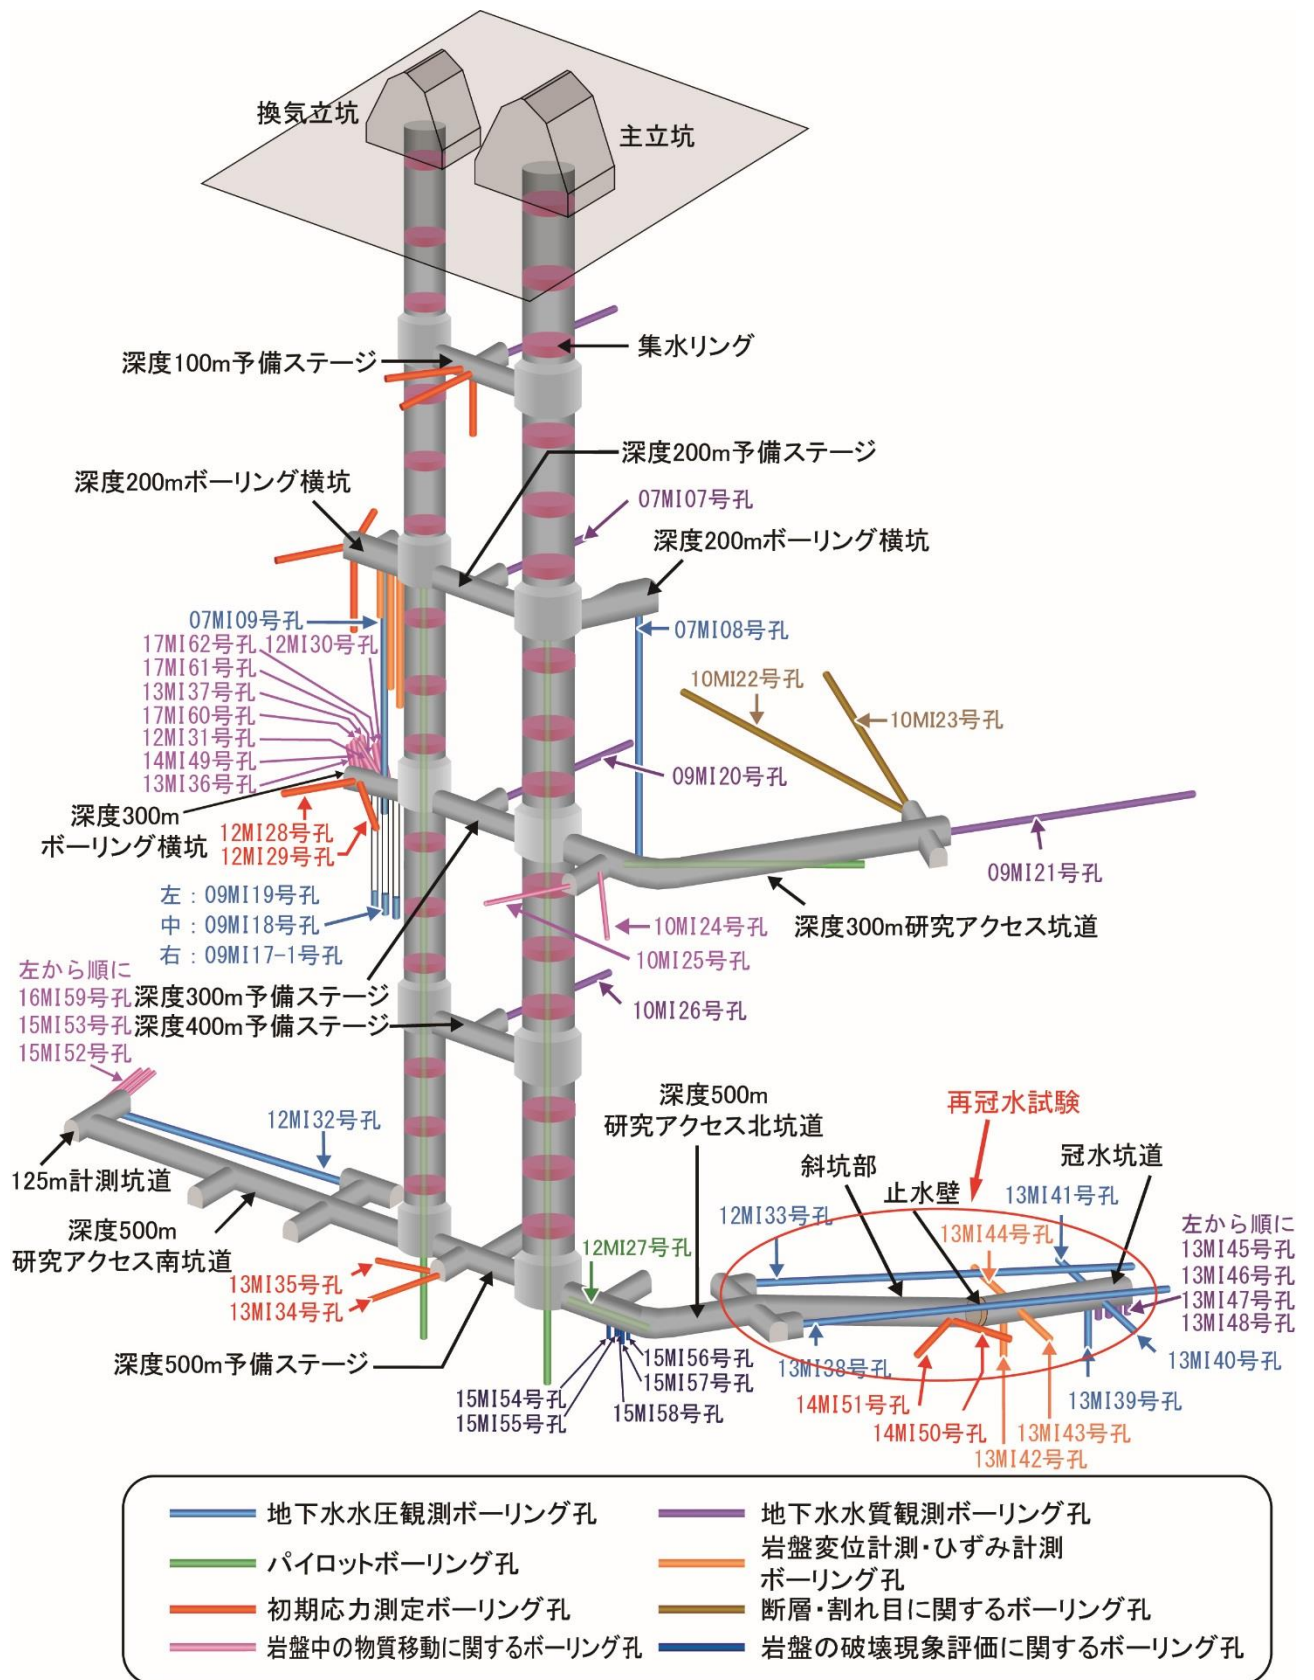 換気立坑
主立坑
集水リング
深度100m予備ステージ
深度200m予備ステージ
深度200mボーリング横坑
07MI07号孔
深度200mボーリング横坑
07MI09号孔
07MI08号孔
17MI62号孔
12MI30号孔
17MI61号孔
13MI37号孔
17MI60号孔
12MI31号孔
14MI49号孔
13MI36号孔
10MI22号孔
10MI23号孔
09MI20号孔
深度300m
ボーリング横坑
12MI28号孔
12MI29号孔
09MI21号孔
左：09MI19号孔
中：09MI18号孔
右：09MI17-1号孔
10MI24号孔
10MI25号孔
深度300m研究アクセス坑道
左から順に
16MI59号孔
15MI53号孔
15MI52号孔
深度300m予備ステージ
深度400m予備ステージ
10MI26号孔
12MI32号孔
深度500m
研究アクセス北坑道
再冠水試験
斜坑部
止水壁
冠水坑道
125m計測坑道
深度500m
研究アクセス南坑道
12MI33号孔
13MI44号孔
13MI41号孔
左から順に
13MI45号孔
13MI46号孔
13MI47号孔
13MI48号孔
12MI27号孔
13MI35号孔
13MI34号孔
深度500m予備ステージ
15MI56号孔
15MI57号孔
15MI54号孔
15MI55号孔
15MI58号孔
13MI38号孔
14MI51号孔
14MI50号孔
13MI40号孔
13MI39号孔
13MI43号孔
13MI42号孔
地下水水圧観測ボーリング孔
地下水水質観測ボーリング孔
パイロットボーリング孔
岩盤変位計測・ひずみ計測
ボーリング孔
初期応力測定ボーリング孔
断層・割れ目に関するボーリング孔
岩盤中の物質移動に関するボーリング孔
岩盤の破壊現象評価に関するボーリング孔